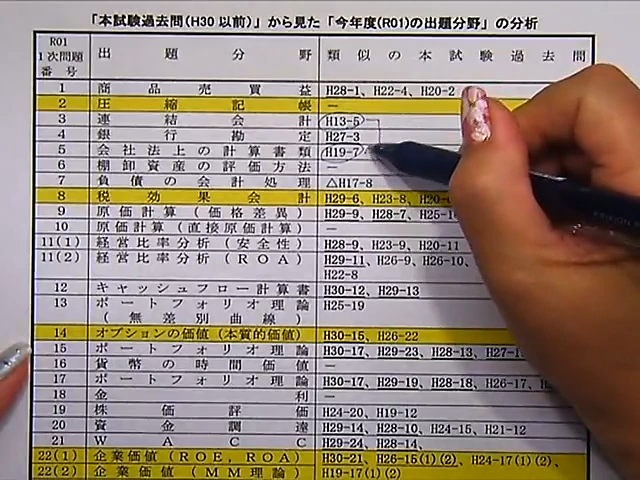 「本試験過去問(H30以前)」から見た「今年度(R01)の出題分野」の分析
R01
1次問題
番号
出題分野 類似の本試験過去問
1 商品売買益 H28-1、H22-4、H20-2
2 圧縮記帳 －
3 連結会計 H13-5
4 銀行勘定 H27-3
5 会社法上の計算書類 H19-7
6 棚卸資産の評価方法 －
7 負債の会計処理 △H17-8
8 税効果会計 H29-6、H23-8、
9 原価計算(価格差異) H29-9、H28-7、
10 原価計算(直接原価計算) －
11(1) 経営比率分析(安全性) H28-9、H23-9、H20-11
11(2) 経営比率分析(ROA) H29-11、H26-9、H26-10、
H22-8
12 キャッシュフロー計算書 H30-12、H29-13
13 ポートフォリオ理論 H25-19
(無差別曲線)
14 オプションの価値(本質的価値) H30-15、H26-22
15 ポートフォリオ理論 H30-17、H29-23、H28-13、
16 貨幣の時間価値 －
17 ポートフォリオ理論 H30-17、H29-19、H28-18、H26-17、
18 金利 －
19 株価評価 H24-20、H19-12
20 資金調達 H29-14、H28-10、H24-15、H21-12
21 WACC H29-24、H28-14、
22(1) 企業価値(ROE,ROA) H30-21、H26-15(1)(2)、H24-17(1)(2)、
22(2) 企業価値(MM理論) H19-17(1)(2)